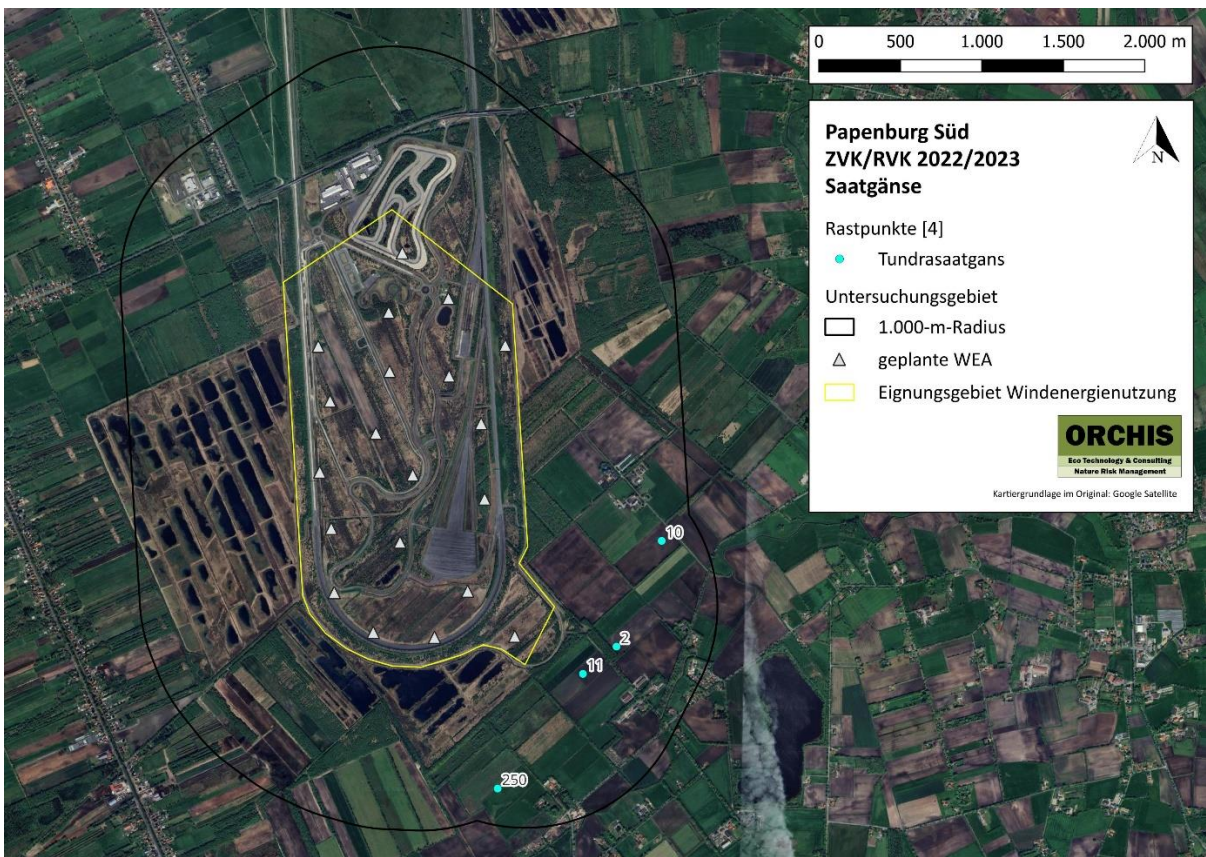 0 500 1.000 1.500 2.000 m
Papenburg Süd
ZVK/RVK 2022/2023
Saatgänse
N
Rastpunkte [4]
Tundrasaatgans
Untersuchungsgebiet
1.000-m-Radius
geplante WEA
Eignungsgebiet Windenergienutzung
ORCHIS
Eco Technology & Consulting
Nature Risk Management
Kartiergrundlage im Original: Google Satellite
10
2
11
250